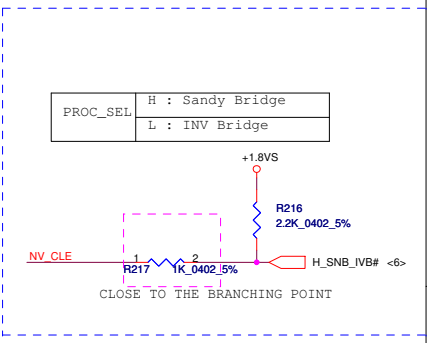 PROC_SEL
H : Sandy Bridge
L : INV Bridge
+1.8VS
R216
2.2K_0402_5%
NV_CLE
1
2
R217
1K_0402_5%
H_SNB_IVB# <6>
CLOSE TO THE BRANCHING POINT